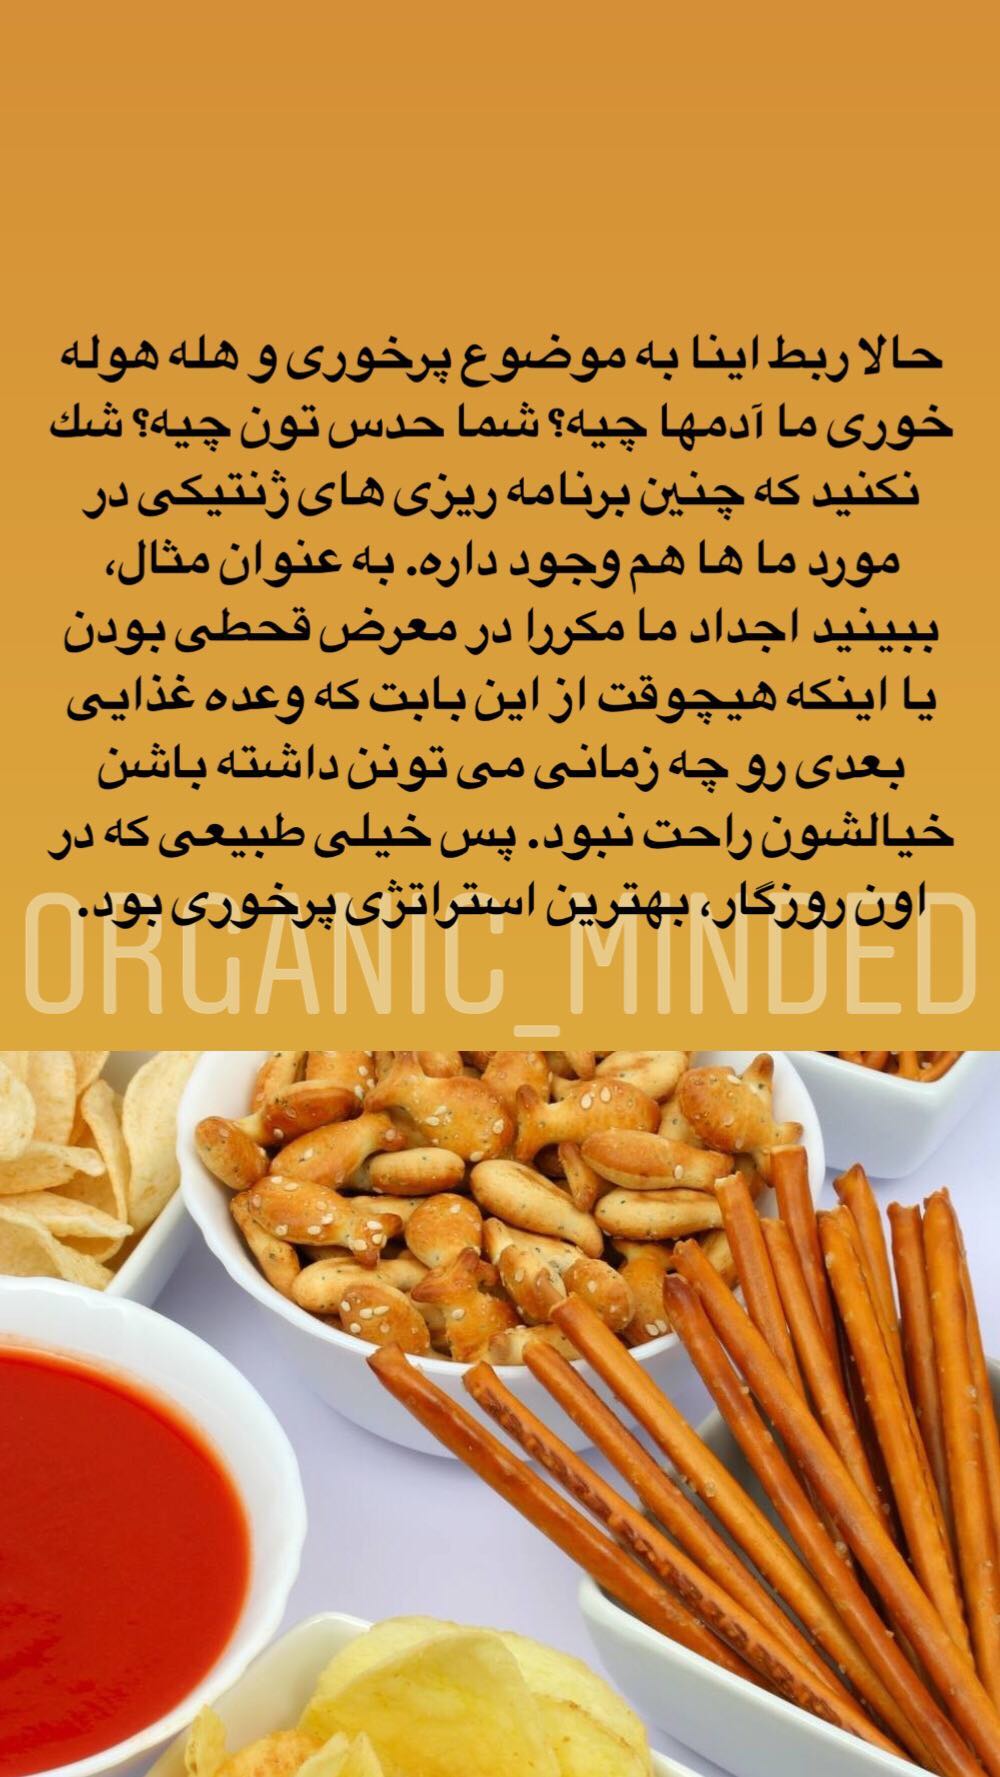 حالا ربط اینا به موضوع پرخوری و هله هوله
خوری ما آدمها چیه؟ شما حدس تون چیه؟ شك
نکنید که چنین برنامه ریزی های ژنتیکی در
مورد ما ها هم وجود داره. به عنوان مثال،
ببینید اجداد ما مکررا در معرض قحطی بودن
یا اینکه هیچوقت از این بابت که وعده غذایی
بعدی رو چه زمانی می تونن داشته باشن
خیالشون راحت نبود. پس خیلی طبیعی که در
اون روزگار، بهترین استراتژی پرخوری بود.
ORGANIC_MINDED